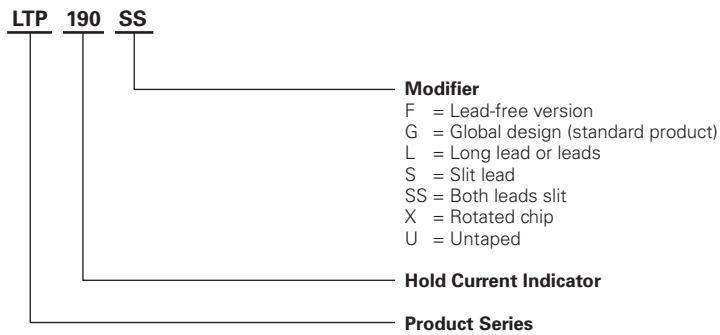 LTP 190 SS
Modifier
F = Lead-free version
G = Global design (standard product)
L = Long lead or leads
S = Slit lead
SS = Both leads slit
X = Rotated chip
U = Untaped
Hold Current Indicator
Product Series